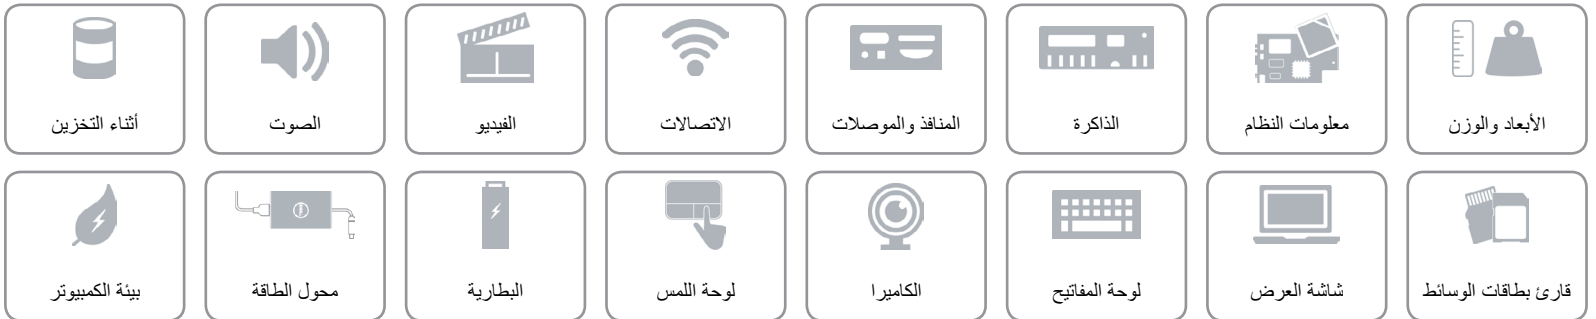 الأبعاد والوزن
معلومات النظام
الذاكرة
المنافذ والموصلات
الاتصالات
الفيديو
الصوت
أثناء التخزين
قارئ بطاقات الوسائط
شاشة العرض
لوحة المفاتيح
الكاميرا
لوحة اللمس
البطارية
محول الطاقة
بيئة الكمبيوتر